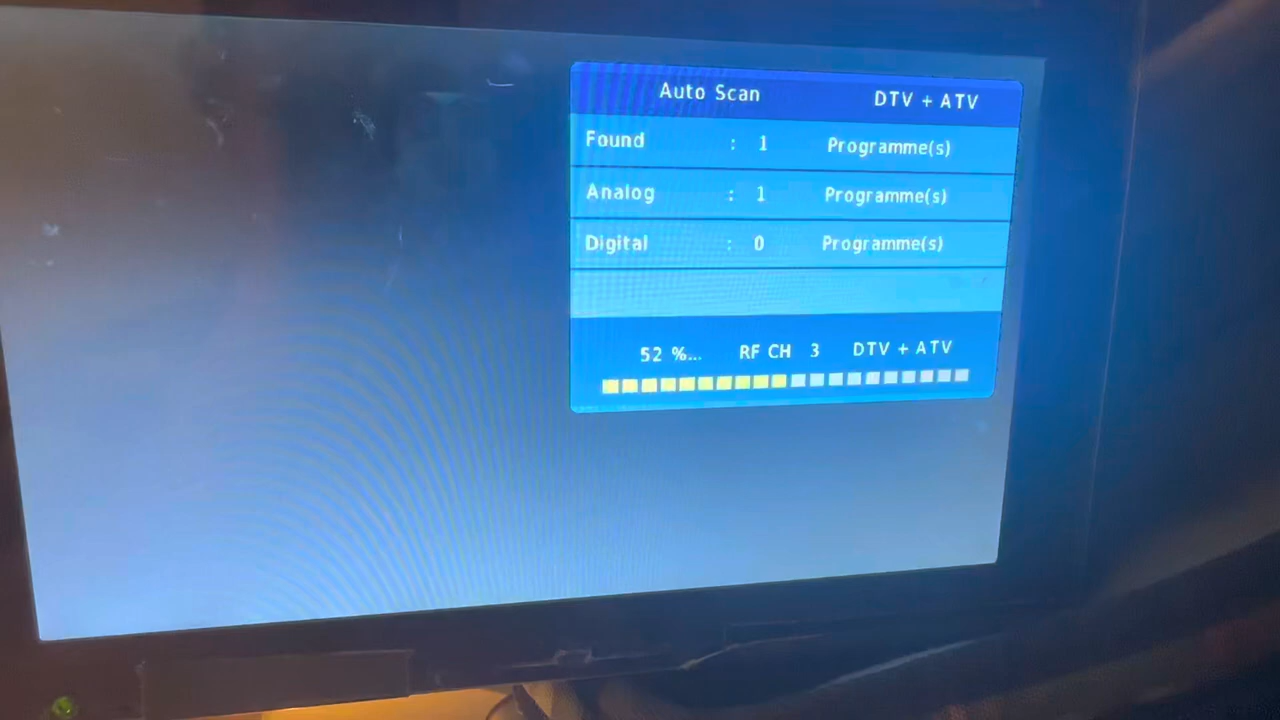 Auto Scan DTV + ATV
Found : 1 Programme(s)
Analog : 1 Programme(s)
Digital : 0 Programme(s)
52 %... RF CH 3 DTV + ATV